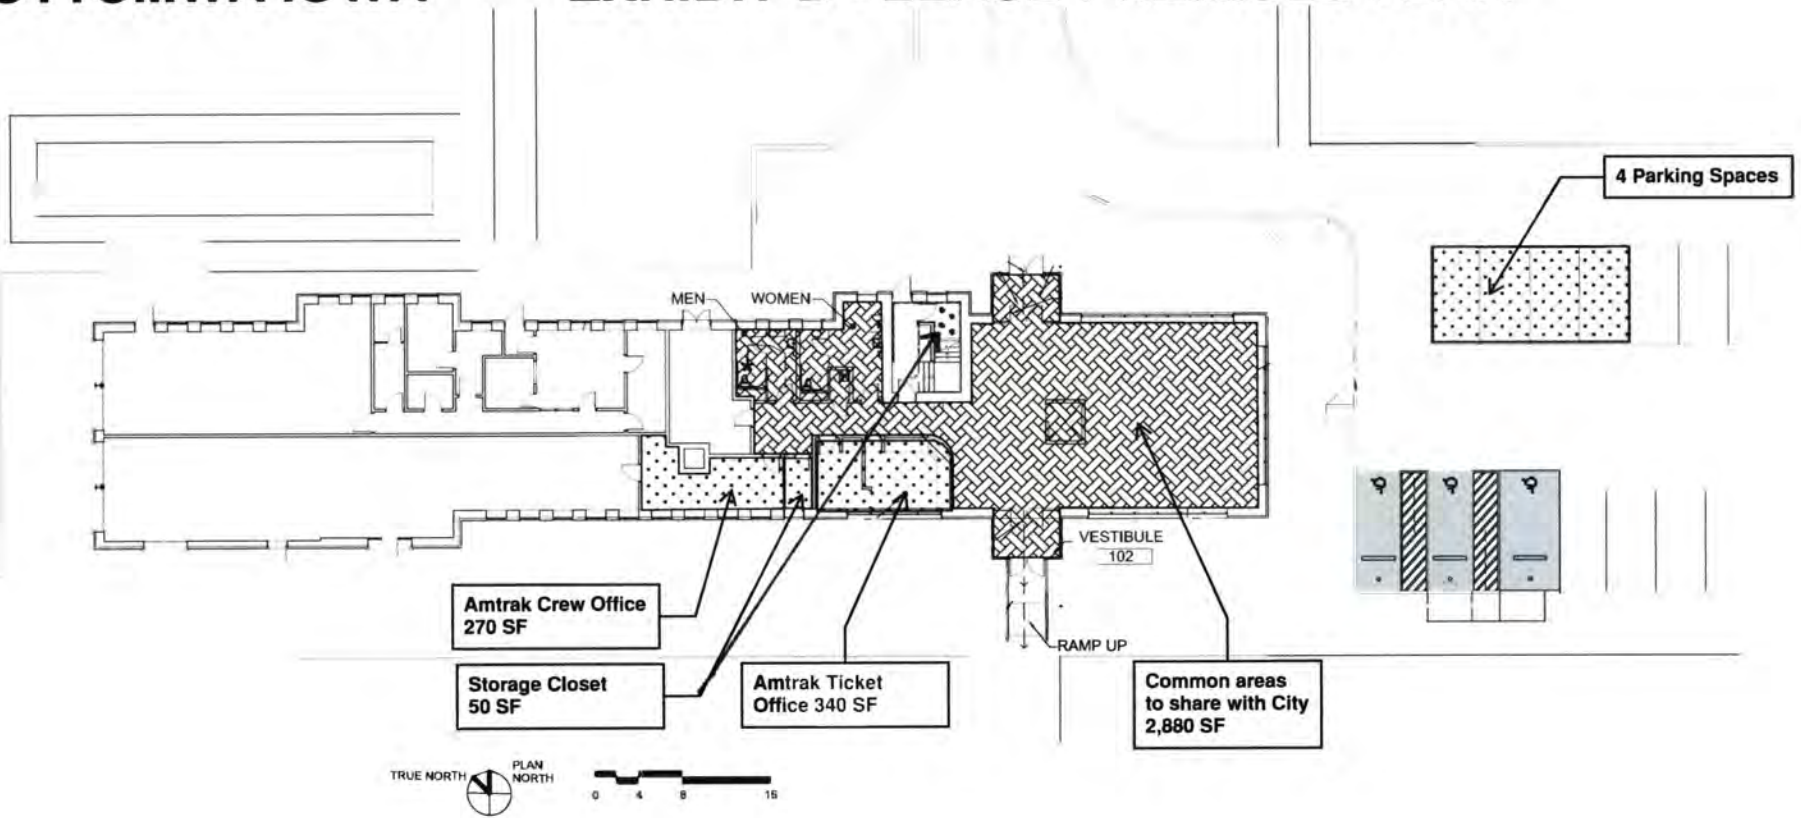 4 Parking Spaces
MEN
WOMEN
VESTIBULE
102
RAMP UP
Amtrak Crew Office
270 SF
Storage Closet
50 SF
Amtrak Ticket
Office 340 SF
Common areas
to share with City
2,880 SF
TRUE NORTH
PLAN
NORTH
0 4 8 16